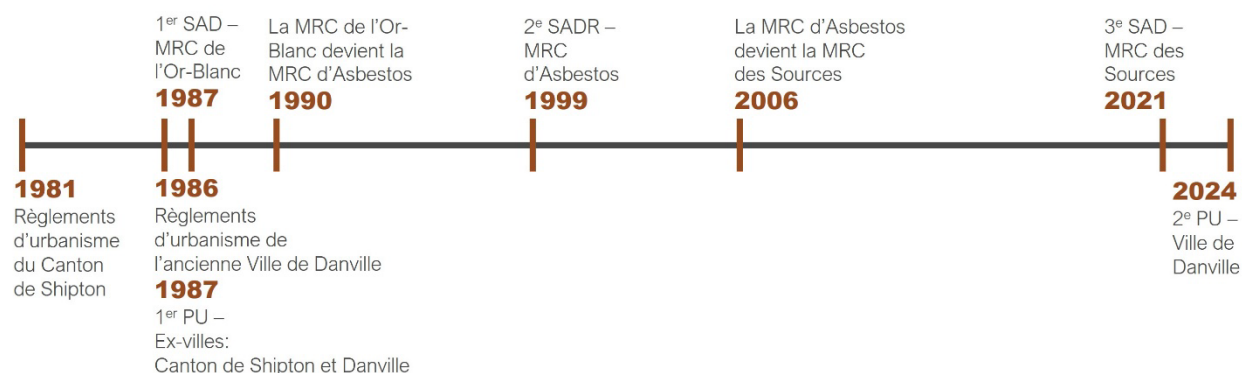 1er SAD –
MRC de
l'Or-Blanc
1987
La MRC de l'Or-
Blanc devient la
MRC d'Asbestos
1990
2e SADR –
MRC
d'Asbestos
1999
La MRC d'Asbestos
devient la MRC
des Sources
2006
3e SAD –
MRC des
Sources
2021
1981
Règlements
d'urbanisme
du Canton
de Shipton
1986
Règlements
d'urbanisme de
l'ancienne Ville de Danville
1987
1er PU –
Ex-villes:
Canton de Shipton et Danville
2024
2e PU –
Ville de
Danville